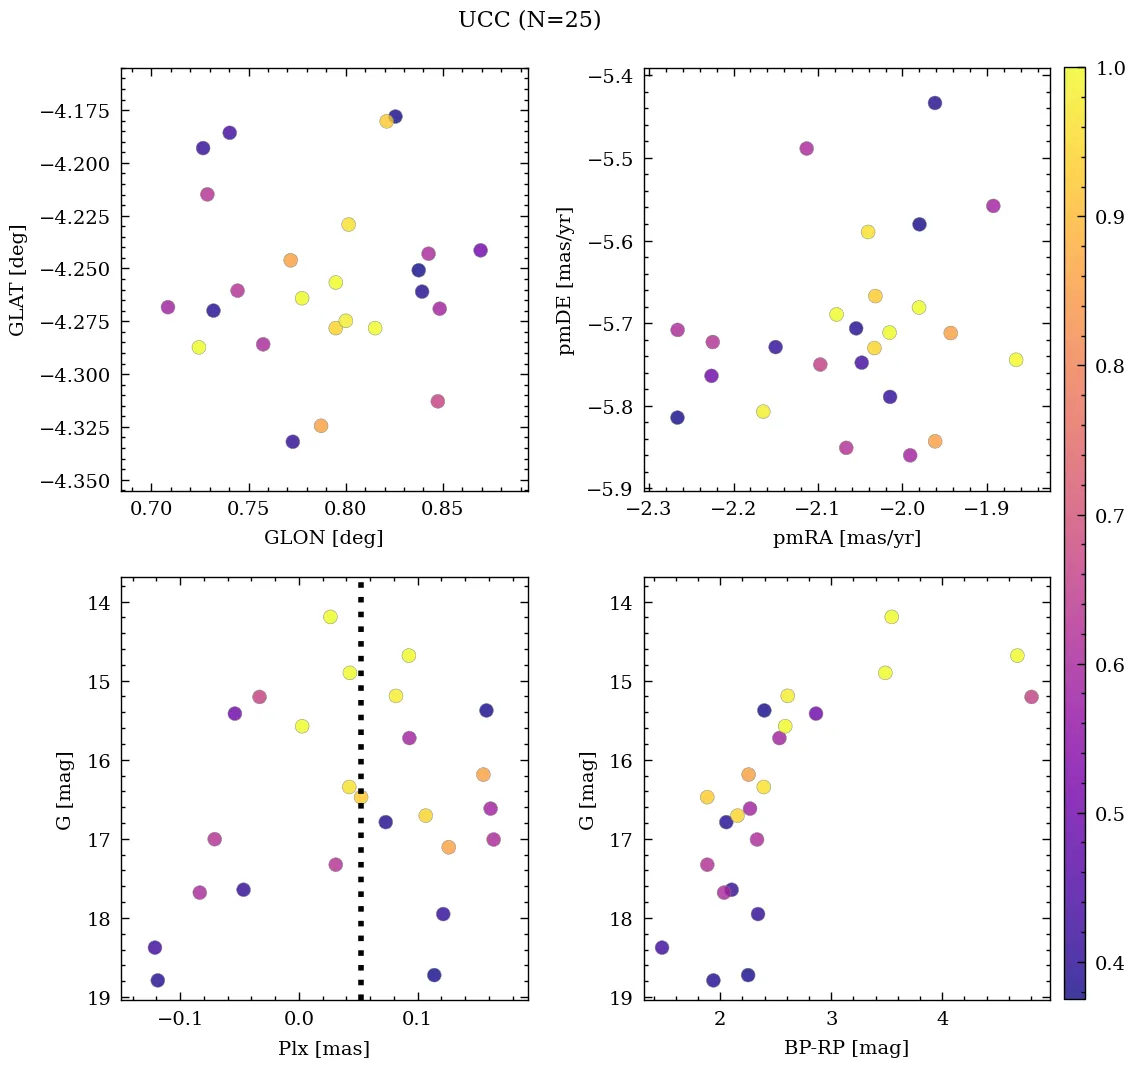 UCC (N=25)
−4.175
−4.200
−4.225
−4.250
−4.275
−4.300
−4.325
−4.350
GLAT [deg]
0.70 0.75 0.80 0.85
GLON [deg]
−5.4
−5.5
−5.6
−5.7
−5.8
−5.9
pmDE [mas/yr]
−2.3 −2.2 −2.1 −2.0 −1.9
pmRA [mas/yr]
14
15
16
17
18
19
G [mag]
−0.1 0.0 0.1
Plx [mas]
14
15
16
17
18
19
G [mag]
2 3 4
BP-RP [mag]
1.0
0.9
0.8
0.7
0.6
0.5
0.4